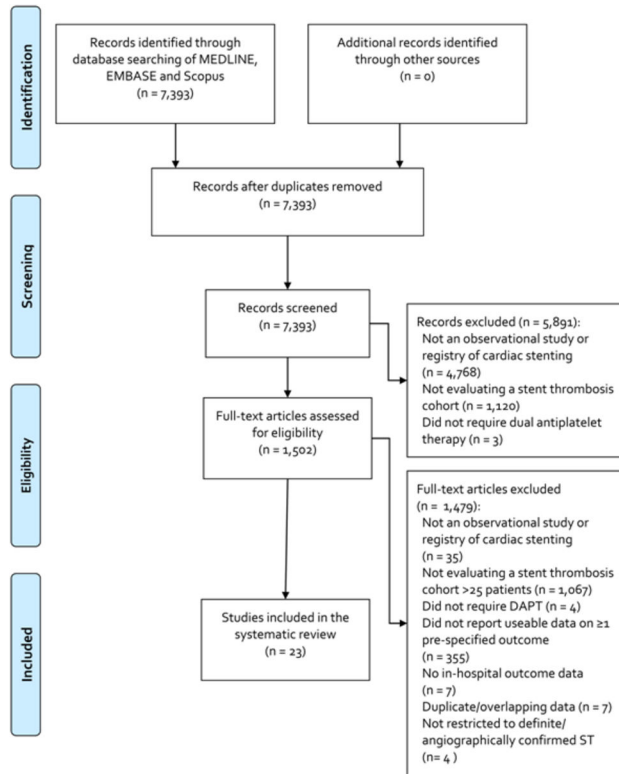 Identification
Records identified through
database searching of MEDLINE,
EMBASE and Scopus
(n = 7,393)
Additional records identified
through other sources
(n = 0)
Records after duplicates removed
(n = 7,393)
Screening
Records screened
(n = 7,393)
Records excluded (n = 5,891):
Not an observational study or
registry of cardiac stenting
(n = 4,768)
Not evaluating a stent thrombosis
cohort (n = 1,120)
Did not require dual antiplatelet
therapy (n = 3)
Eligibility
Full-text articles assessed
for eligibility
(n = 1,502)
Full-text articles excluded
(n = 1,479):
Not an observational study or
registry of cardiac stenting
(n = 35)
Not evaluating a stent thrombosis
cohort >25 patients (n = 1,067)
Did not require DAPT (n = 4)
Did not report useable data on ≥1
pre-specified outcome
(n = 355)
No in-hospital outcome data
(n = 7)
Duplicate/overlapping data (n = 7)
Not restricted to definite/
angiographically confirmed ST
(n= 4 )
Included
Studies included in the
systematic review
(n = 23)